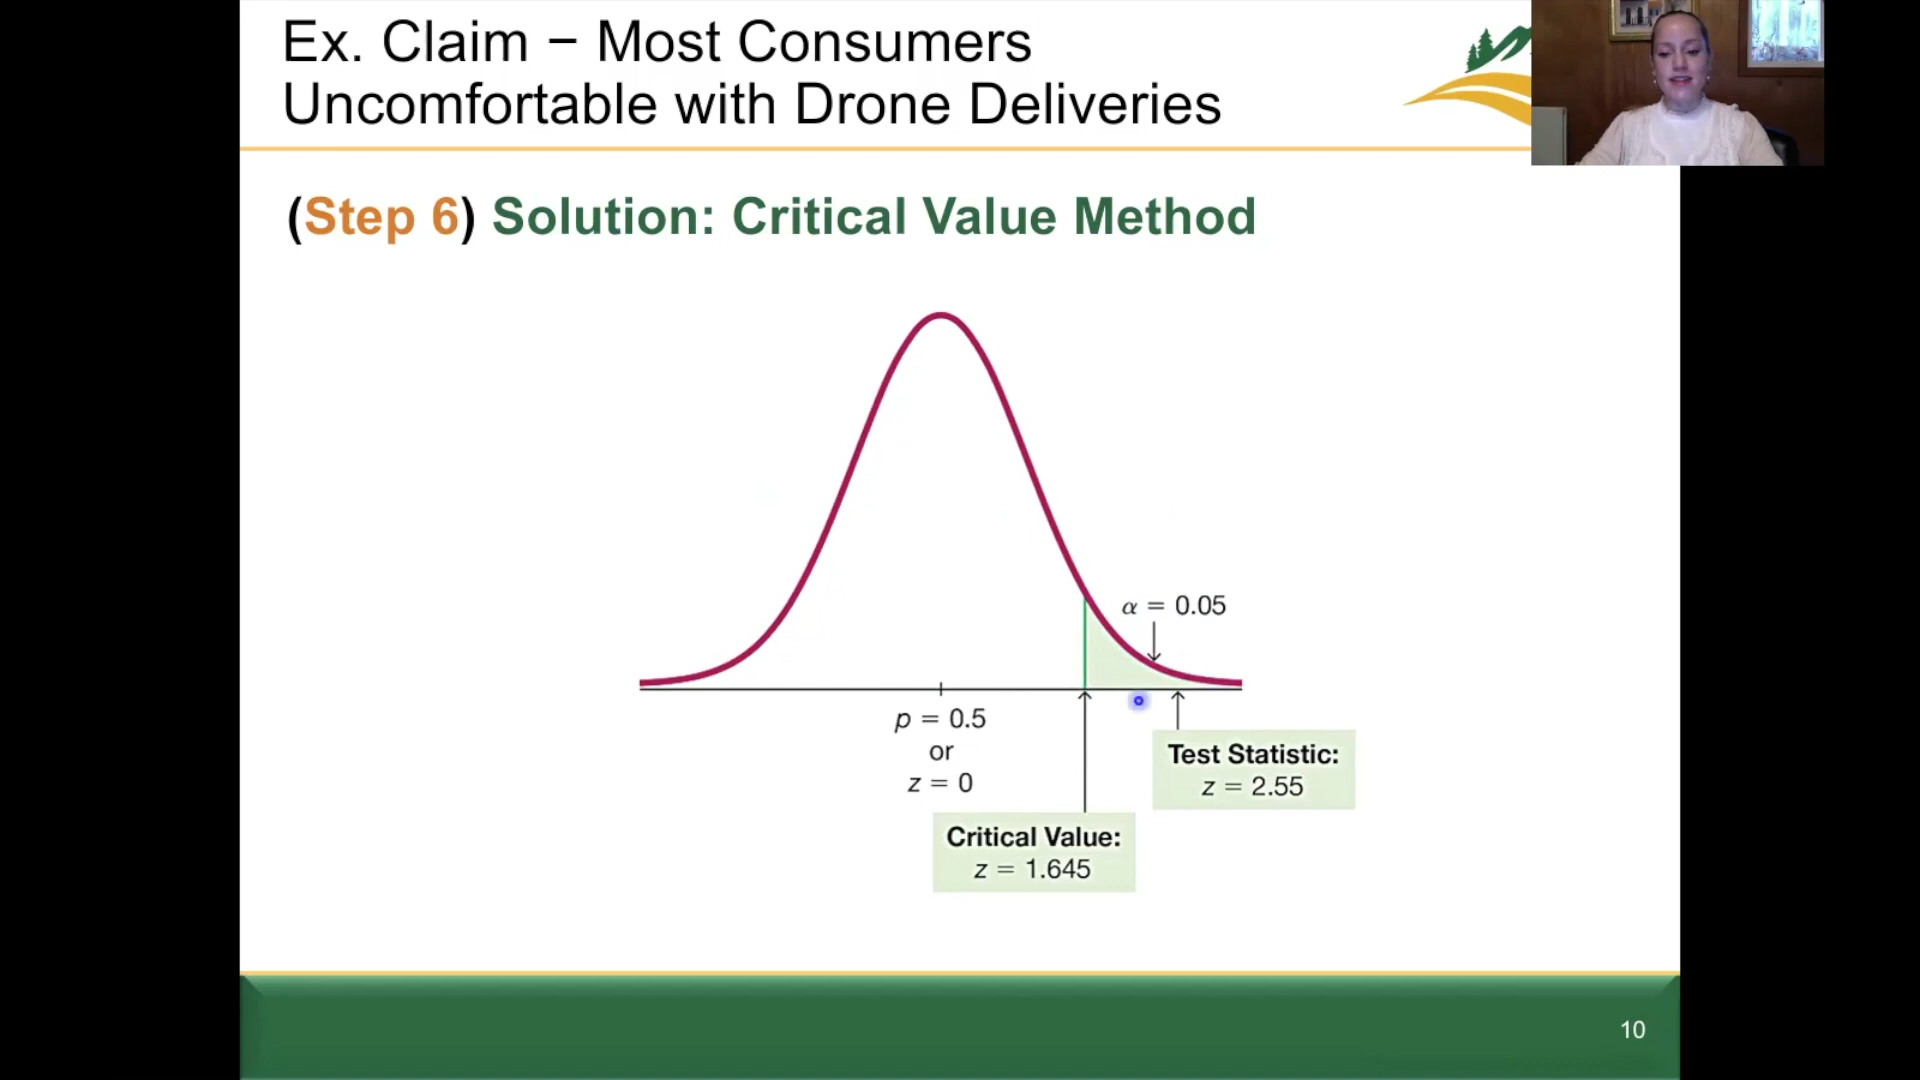 Ex. Claim − Most Consumers
Uncomfortable with Drone Deliveries
(Step 6) Solution: Critical Value Method
α = 0.05
p = 0.5
or
z = 0
Test Statistic:
z = 2.55
Critical Value:
z = 1.645
10